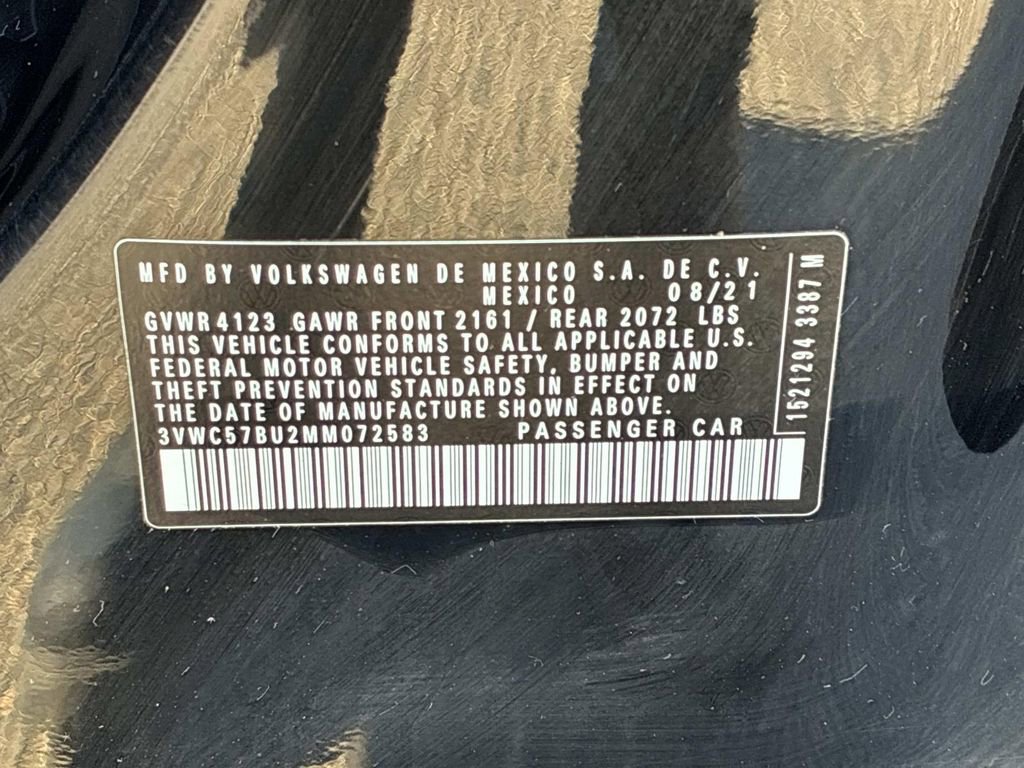 MFD BY VOLKSWAGEN DE MEXICO S.A. DE C.V.
MEXICO 08/21
GVWR 4123 GAWR FRONT 2161 / REAR 2072 LBS
THIS VEHICLE CONFORMS TO ALL APPLICABLE U.S.
FEDERAL MOTOR VEHICLE SAFETY, BUMPER AND
THEFT PREVENTION STANDARDS IN EFFECT ON
THE DATE OF MANUFACTURE SHOWN ABOVE.
3VWC57BU2MM072583 PASSENGER CAR
1521294 3387 M